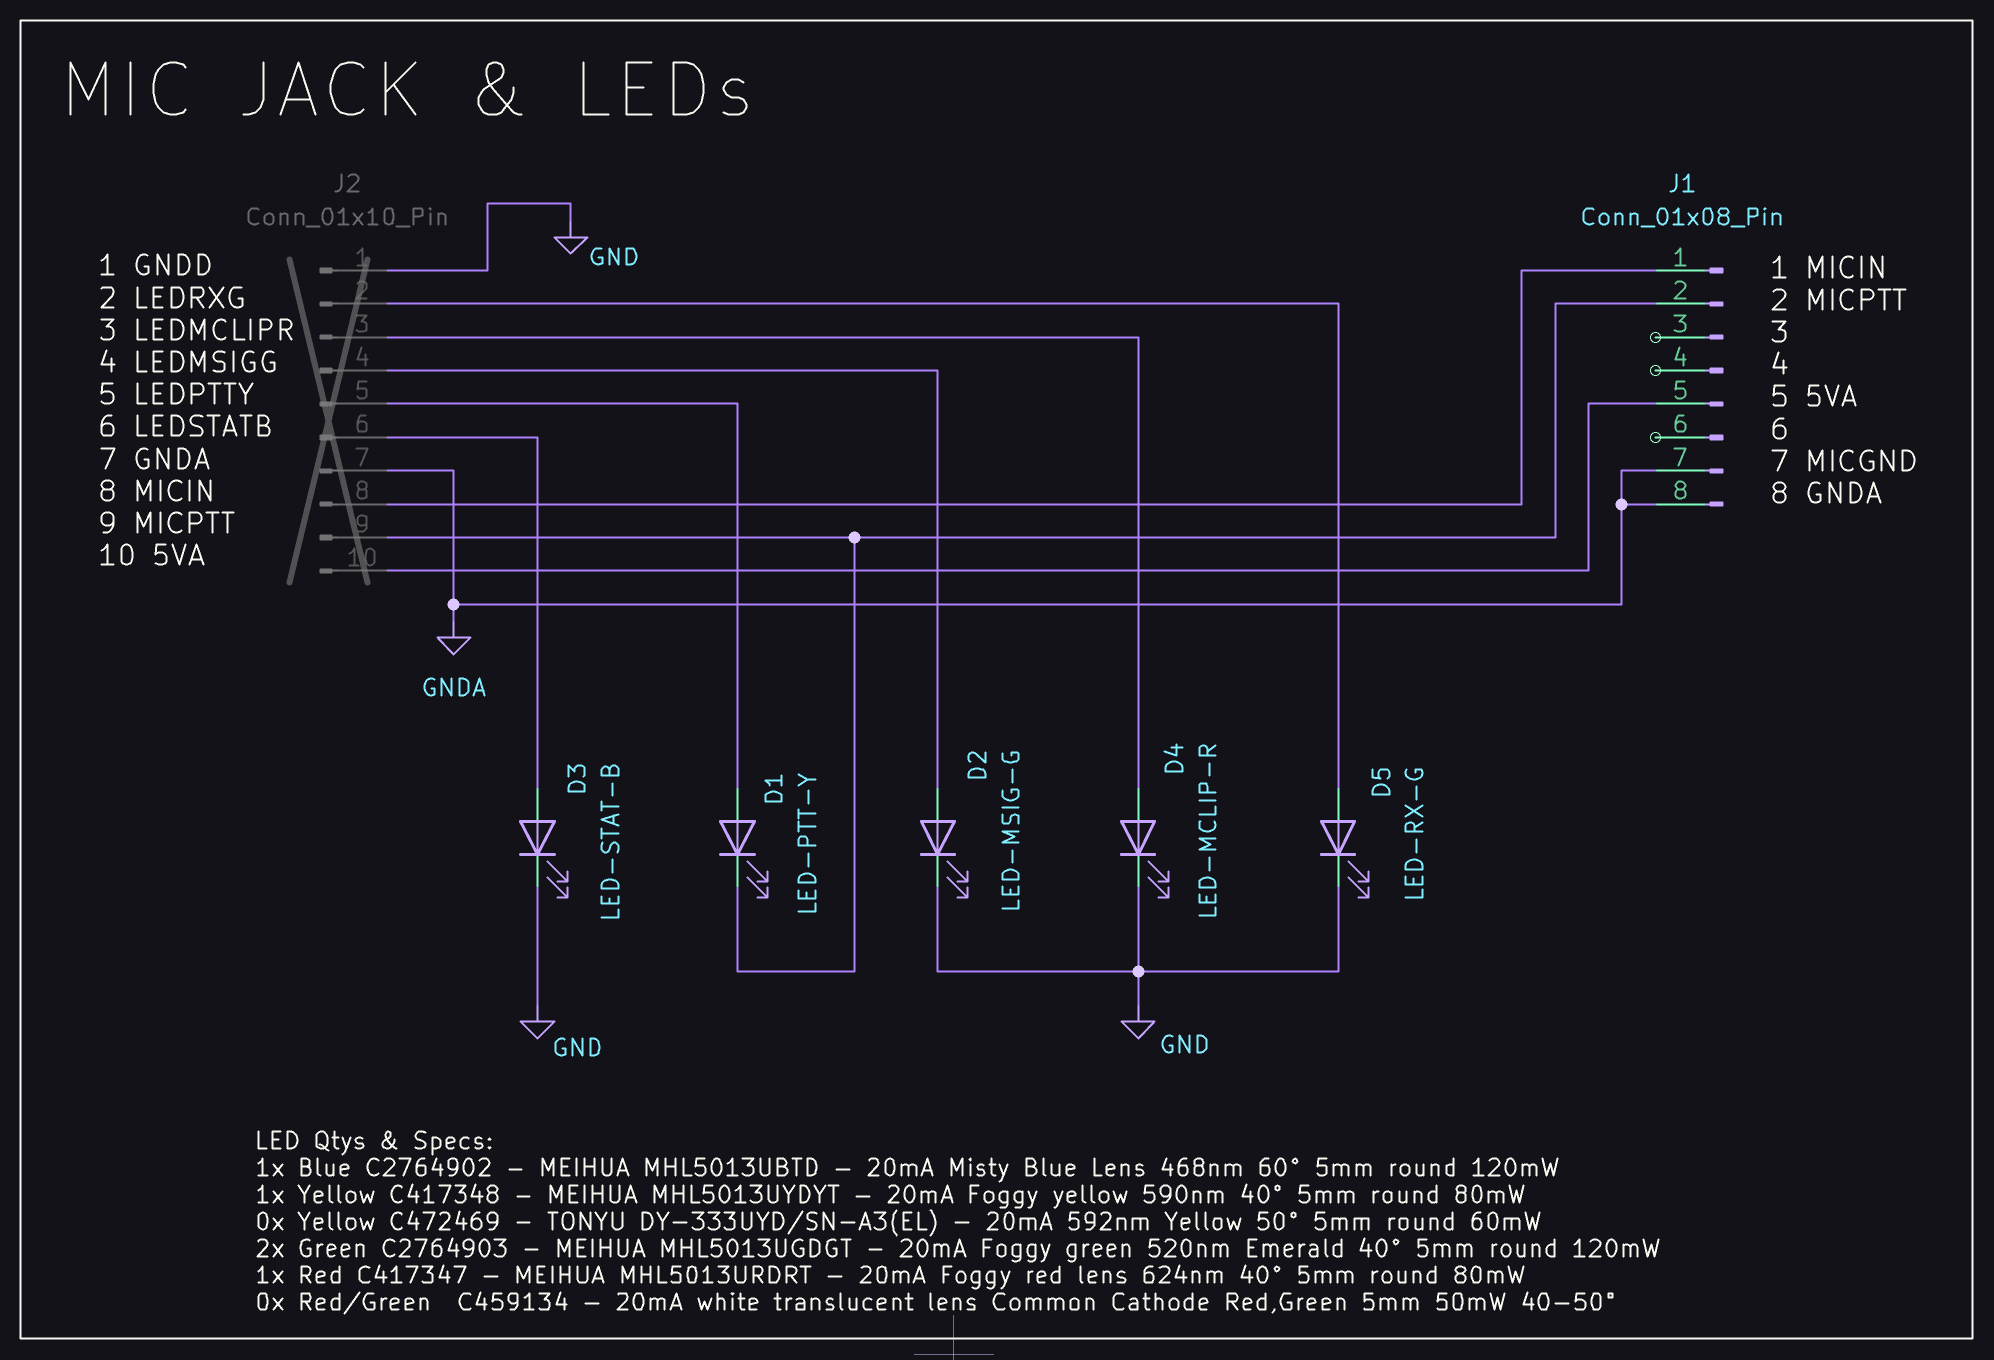 MIC JACK & LEDs
J2
Conn_01x10_Pin
1 GNDD
2 LEDRXG
3 LEDMCLIPR
4 LEDMSIGG
5 LEDPTTY
6 LEDSTATB
7 GNDA
8 MICIN
9 MICPTT
10 5VA
1
2
3
4
5
6
7
8
9
10
GND
GNDA
J1
Conn_01x08_Pin
1
2
3
4
5
6
7
8
1 MICIN
2 MICPTT
3
4
5 5VA
6
7 MICGND
8 GNDA
D3
LED-STAT-B
D1
LED-PTT-Y
D2
LED-MSIG-G
D4
LED-MCLIP-R
D5
LED-RX-G
GND
GND
LED Qtys & Specs:
1x Blue C2764902 - MEIHUA MHL5013UBTD - 20mA Misty Blue Lens 468nm 60° 5mm round 120mW
1x Yellow C417348 - MEIHUA MHL5013UYDYT - 20mA Foggy yellow 590nm 40° 5mm round 80mW
0x Yellow C472469 - TONYU DY-333UYD/SN-A3(EL) - 20mA 592nm Yellow 50° 5mm round 60mW
2x Green C2764903 - MEIHUA MHL5013UGDGT - 20mA Foggy green 520nm Emerald 40° 5mm round 120mW
1x Red C417347 - MEIHUA MHL5013URDRT - 20mA Foggy red lens 624nm 40° 5mm round 80mW
0x Red/Green  C459134 - 20mA white translucent lens Common Cathode Red,Green 5mm 50mW 40-50°